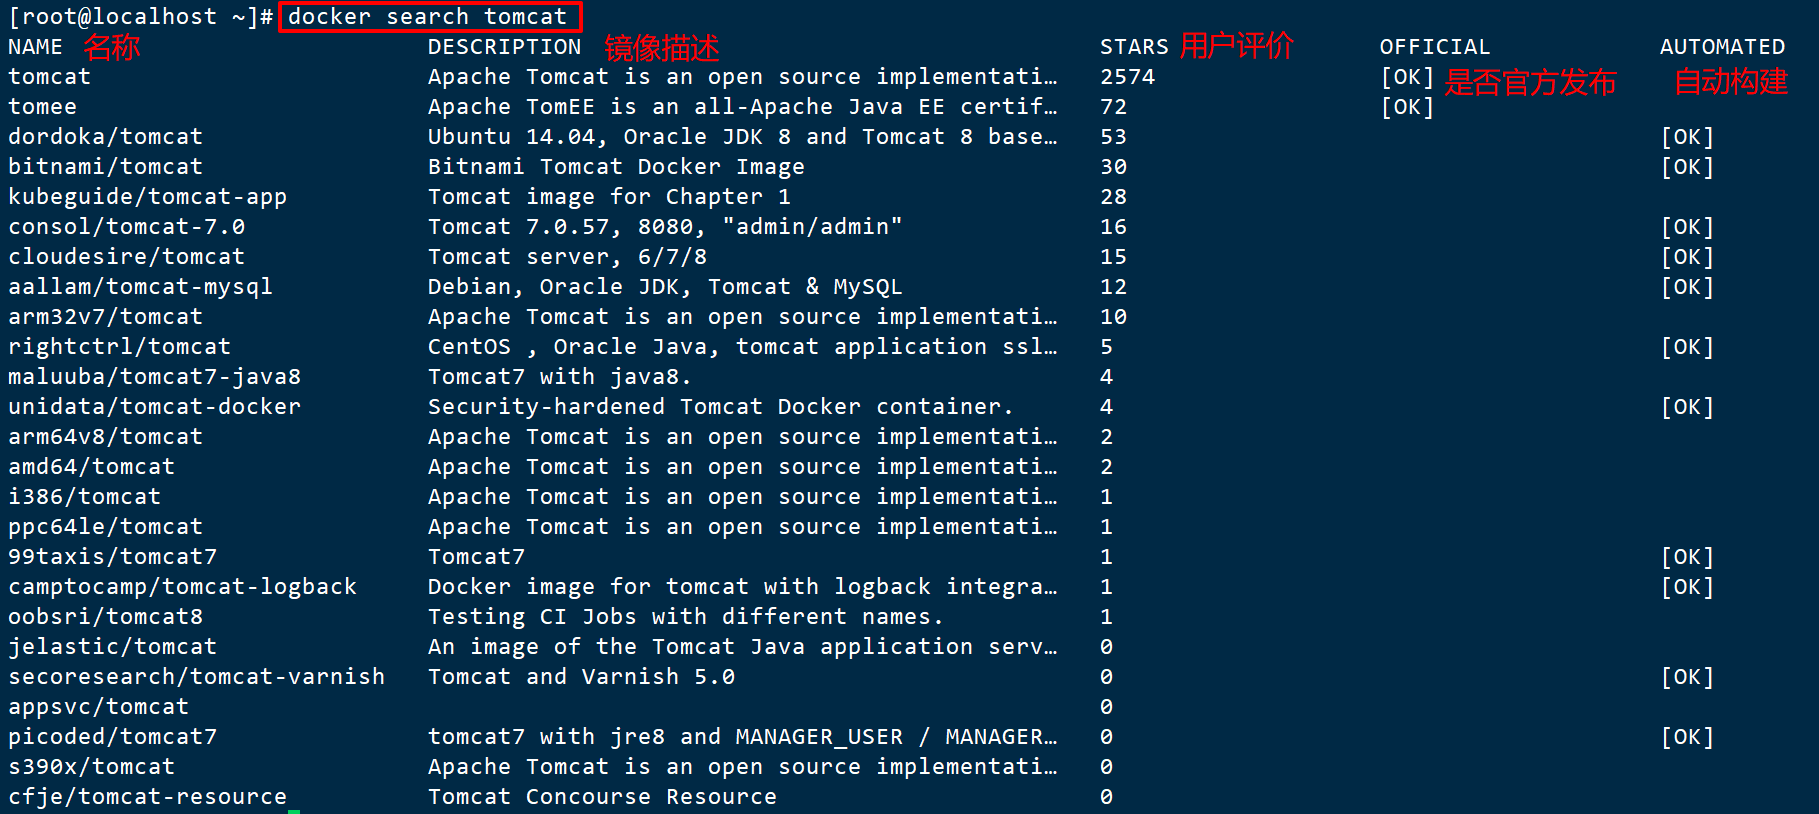 [root@localhost ~]# docker search tomcat
NAME 名称 DESCRIPTION 镜像描述 STARS 用户评价 OFFICIAL AUTOMATED
tomcat Apache Tomcat is an open source implementati… 2574 [OK] 是否官方发布 自动构建
tomee Apache TomEE is an all-Apache Java EE certif… 72 [OK]
dordoka/tomcat Ubuntu 14.04, Oracle JDK 8 and Tomcat 8 base… 53 [OK]
bitnami/tomcat Bitnami Tomcat Docker Image 30 [OK]
kubeguide/tomcat-app Tomcat image for Chapter 1 28
consol/tomcat-7.0 Tomcat 7.0.57, 8080, "admin/admin" 16 [OK]
cloudesire/tomcat Tomcat server, 6/7/8 15 [OK]
aallam/tomcat-mysql Debian, Oracle JDK, Tomcat & MySQL 12 [OK]
arm32v7/tomcat Apache Tomcat is an open source implementati… 10
rightctrl/tomcat CentOS , Oracle Java, tomcat application ssl… 5 [OK]
maluuba/tomcat7-java8 Tomcat7 with java8. 4
unidata/tomcat-docker Security-hardened Tomcat Docker container. 4 [OK]
arm64v8/tomcat Apache Tomcat is an open source implementati… 2
amd64/tomcat Apache Tomcat is an open source implementati… 2
i386/tomcat Apache Tomcat is an open source implementati… 1
ppc64le/tomcat Apache Tomcat is an open source implementati… 1
99taxis/tomcat7 Tomcat7 1 [OK]
camptocamp/tomcat-logback Docker image for tomcat with logback integra… 1 [OK]
oobsri/tomcat8 Testing CI Jobs with different names. 1
jelastic/tomcat An image of the Tomcat Java application serv… 0
secoresearch/tomcat-varnish Tomcat and Varnish 5.0 0 [OK]
appsvc/tomcat 0
picoded/tomcat7 tomcat7 with jre8 and MANAGER_USER / MANAGER… 0 [OK]
s390x/tomcat Apache Tomcat is an open source implementati… 0
cfje/tomcat-resource Tomcat Concourse Resource 0